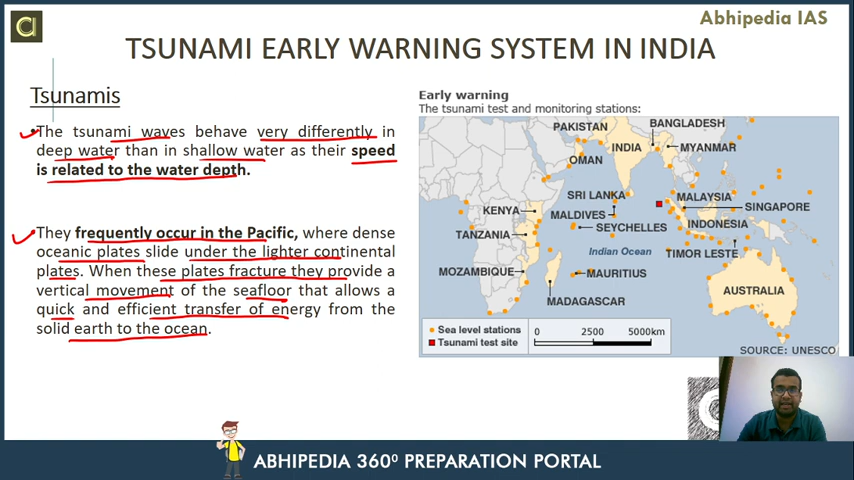 Abhipedia IAS
TSUNAMI EARLY WARNING SYSTEM IN INDIA
Tsunamis
•The tsunami waves behave very differently in
deep water than in shallow water as their speed
is related to the water depth.
•They frequently occur in the Pacific, where dense
oceanic plates slide under the lighter continental
plates. When these plates fracture they provide a
vertical movement of the seafloor that allows a
quick and efficient transfer of energy from the
solid earth to the ocean.
Early warning
The tsunami test and monitoring stations:
BANGLADESH
PAKISTAN
INDIA
MYANMAR
OMAN
SRI LANKA
MALAYSIA
SINGAPORE
KENYA
MALDIVES
SEYCHELLES
INDONESIA
TANZANIA
Indian Ocean
TIMOR LESTE
MOZAMBIQUE
MAURITIUS
AUSTRALIA
MADAGASCAR
Sea level stations
Tsunami test site
0 2500 5000km
SOURCE: UNESCO
ABHIPEDIA 360° PREPARATION PORTAL